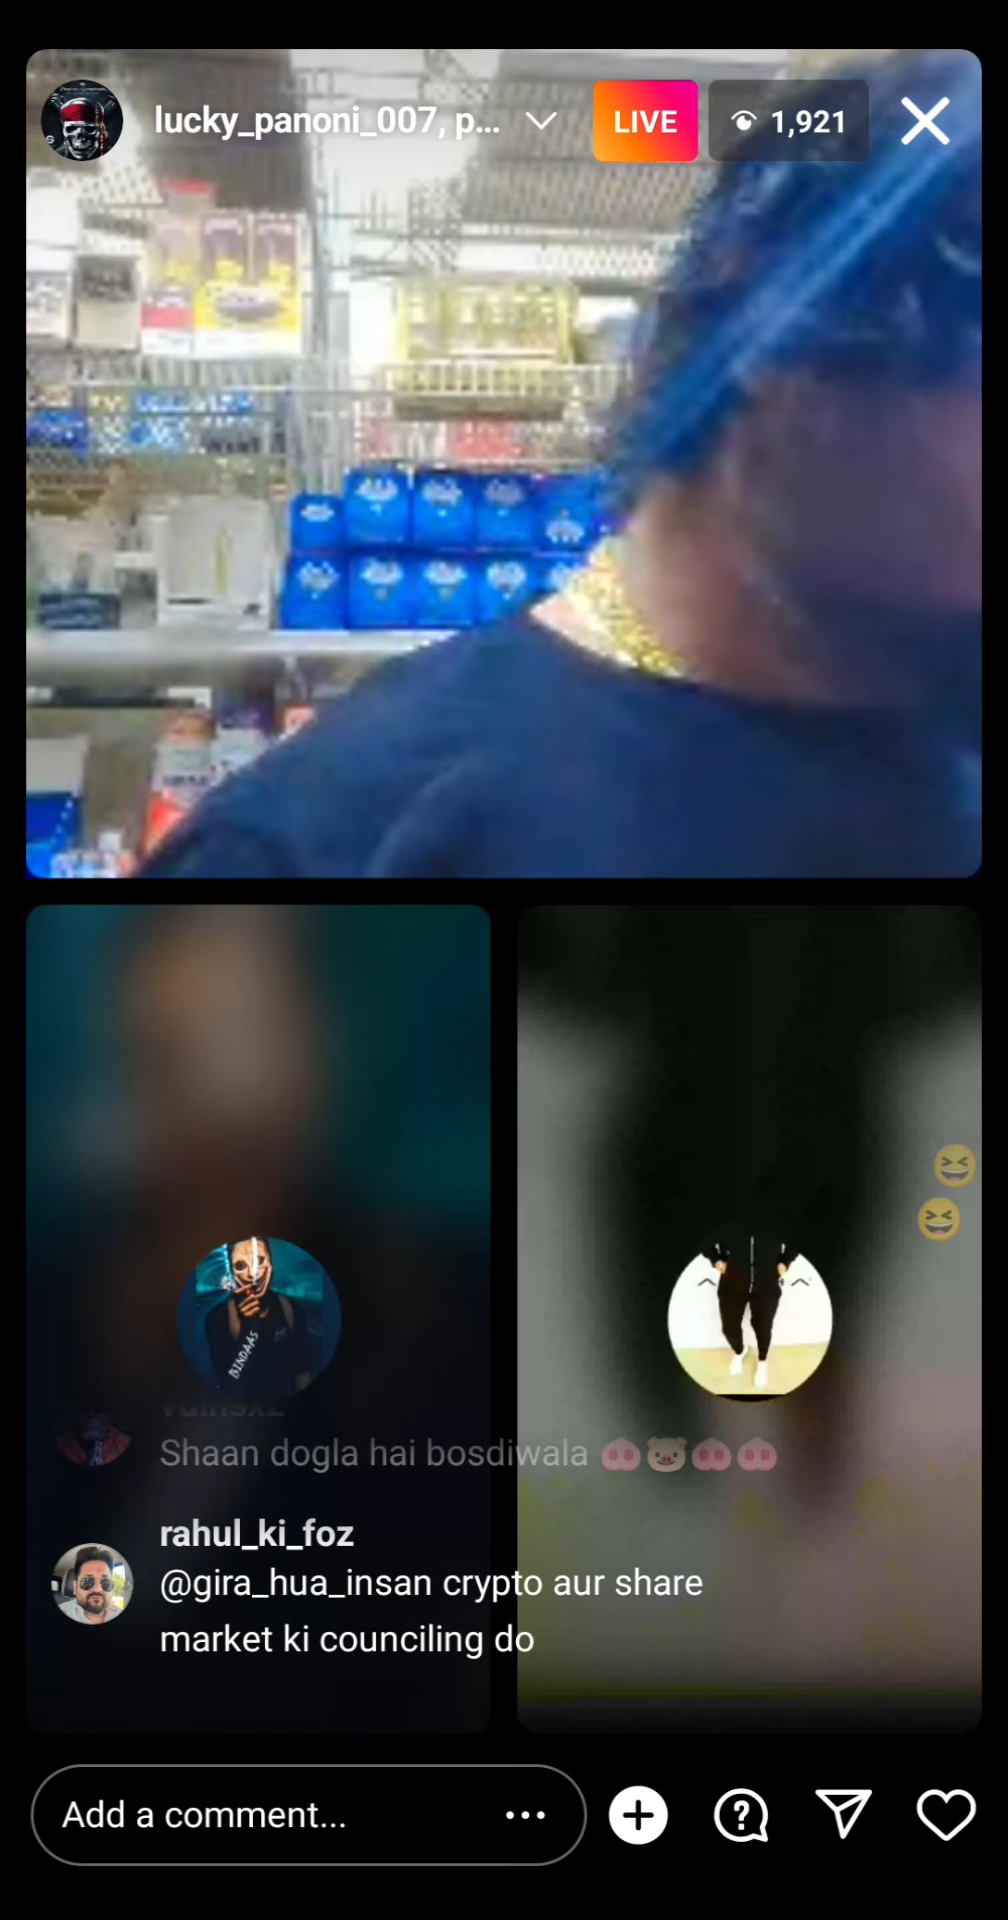 lucky_panoni_007, p...
LIVE
1,921
BINDAAS
Shaan dogla hai bosdiwala 🐽🐷🐽🐽
rahul_ki_foz
@gira_hua_insan crypto aur share
market ki counciling do
Add a comment...